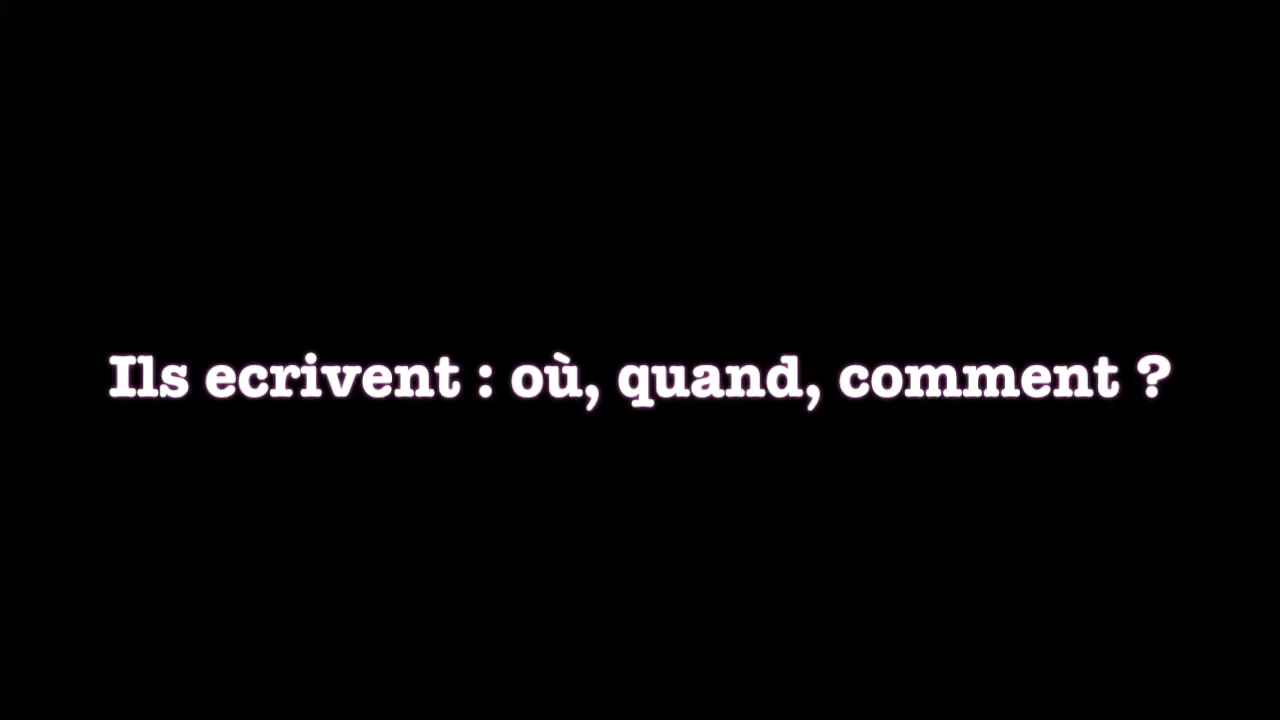 Ils ecrivent : où, quand, comment ?